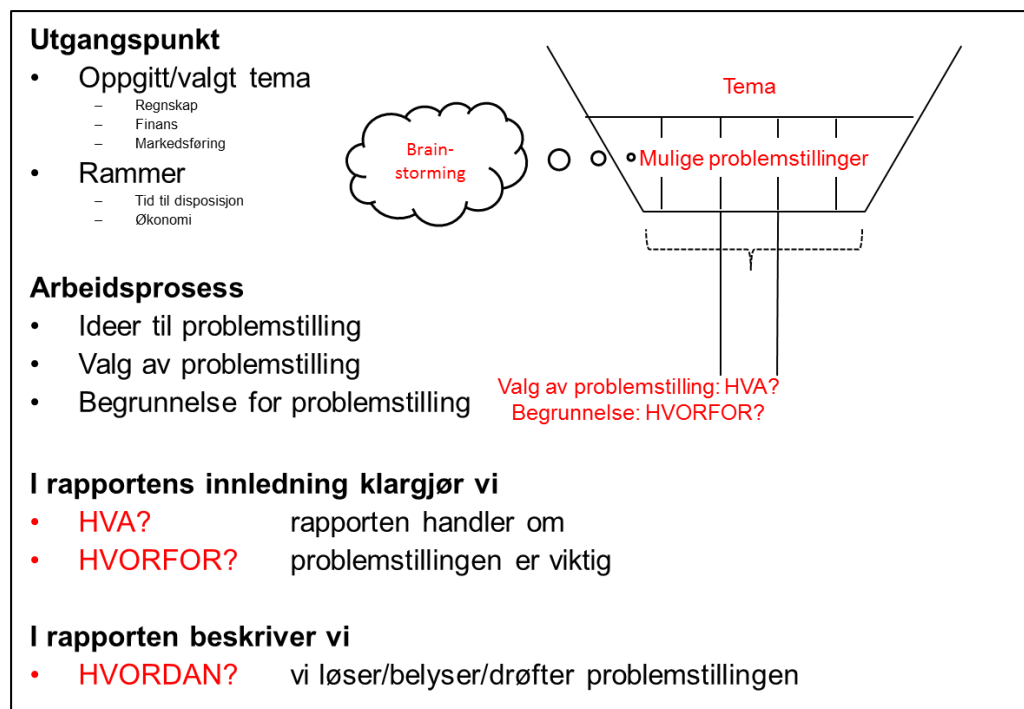 Utgangspunkt
• Oppgitt/valgt tema
– Regnskap
– Finans
– Markedsføring
• Rammer
– Tid til disposisjon
– Økonomi
Tema
Brain-
storming
Mulige problemstillinger
Arbeidsprosess
• Ideer til problemstilling
• Valg av problemstilling
• Begrunnelse for problemstilling
Valg av problemstilling: HVA?
Begrunnelse: HVORFOR?
I rapportens innledning klargjør vi
• HVA? rapporten handler om
• HVORFOR? problemstillingen er viktig
I rapporten beskriver vi
• HVORDAN? vi løser/belyser/drøfter problemstillingen